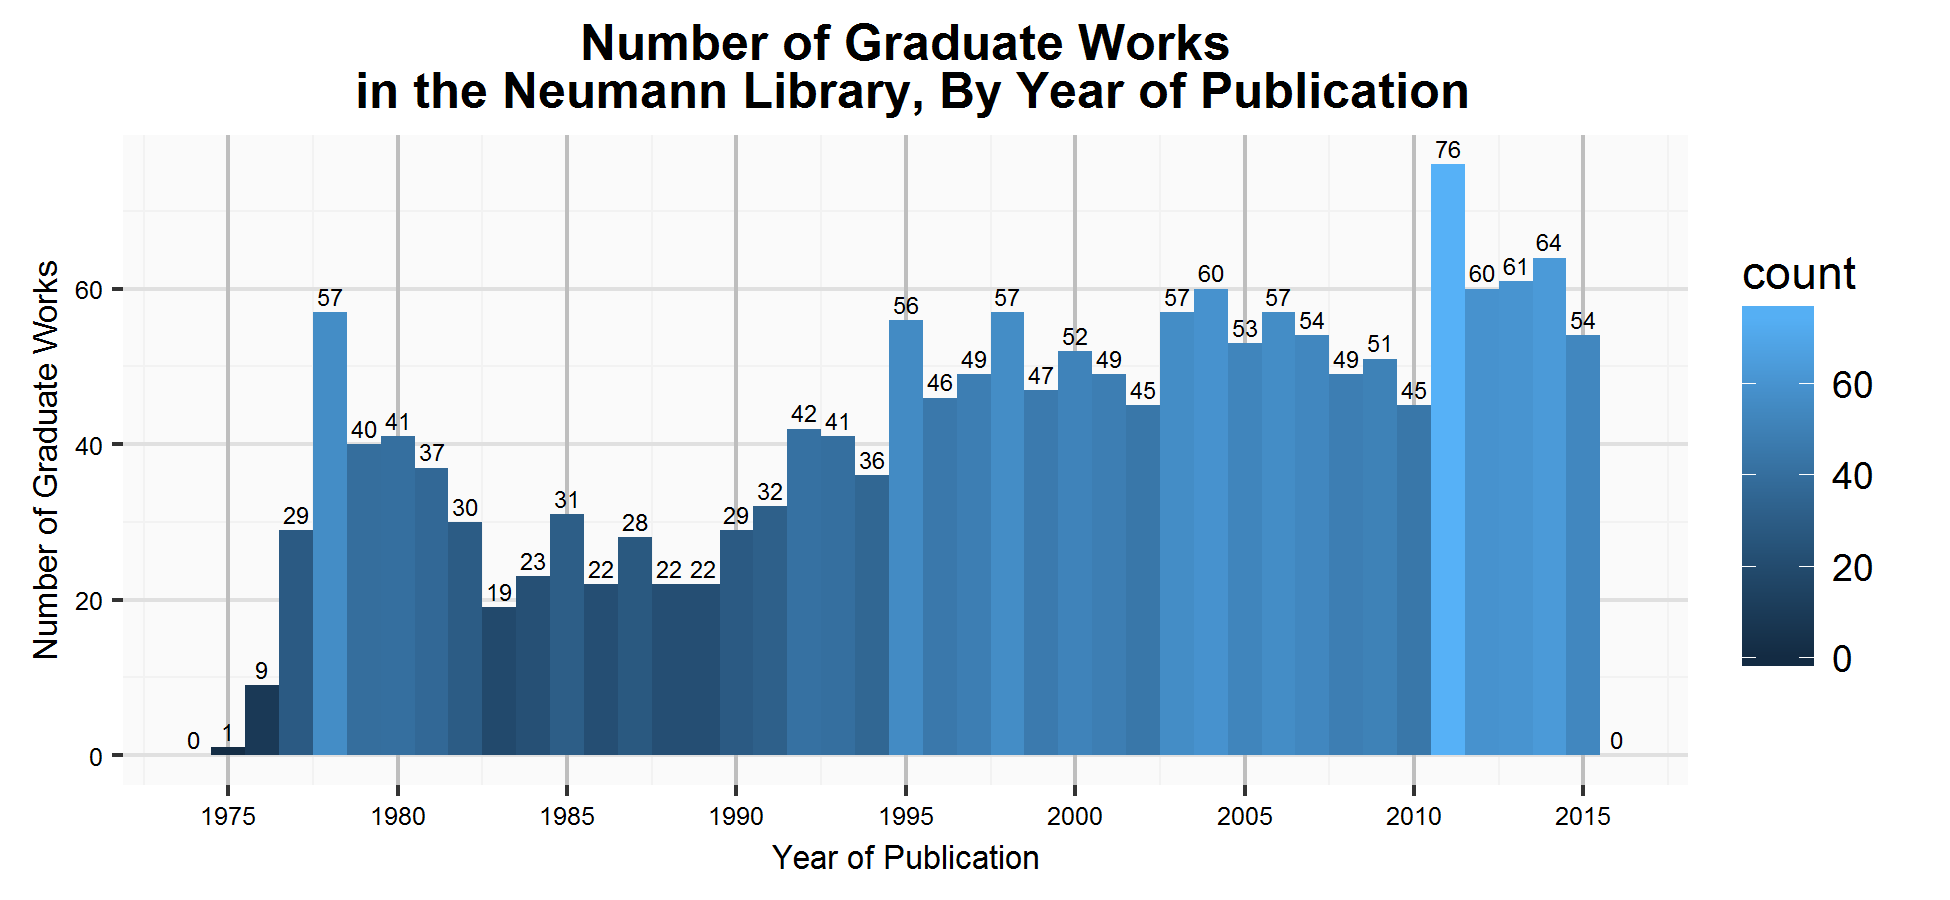 Number of Graduate Works
in the Neumann Library, By Year of Publication
Number of Graduate Works
60
40
20
0
0 1 9 29 57 40 41 37 30 19 23 31 22 28 22 22 29 32 42 41 36 56 46 49 57 47 52 49 45 57 60 53 57 54 49 51 45 76 60 61 64 54 0
1975 1980 1985 1990 1995 2000 2005 2010 2015
Year of Publication
count
60
40
20
0